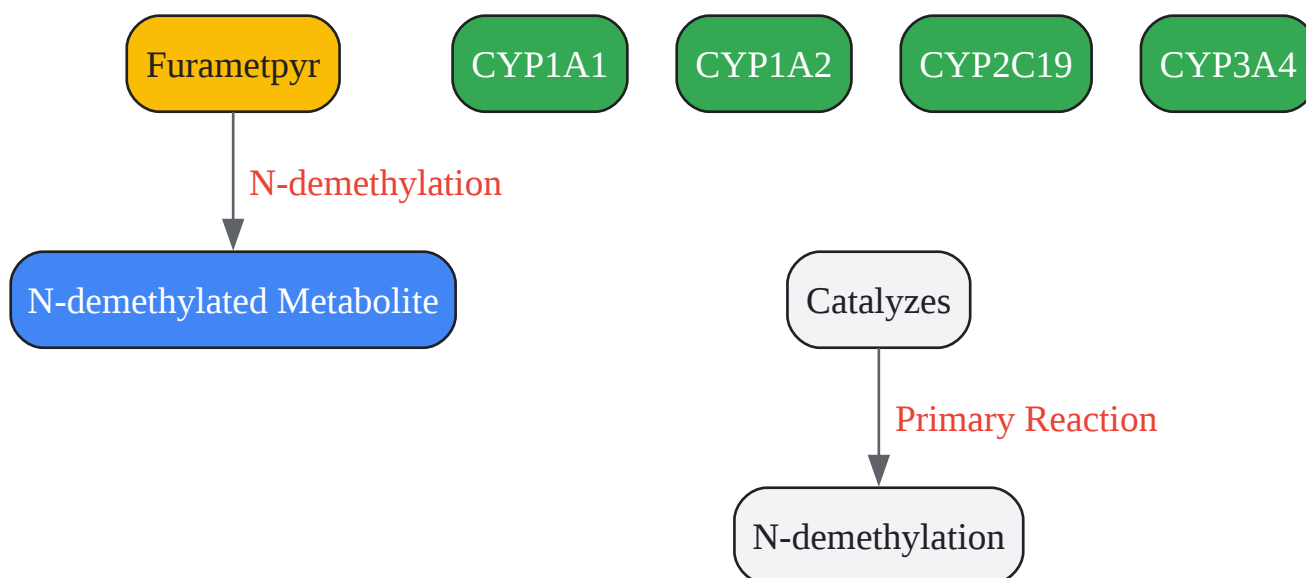 Furametpyr
CYP1A1
CYP1A2
CYP2C19
CYP3A4
N-demethylation
N-demethylated Metabolite
Catalyzes
Primary Reaction
N-demethylation